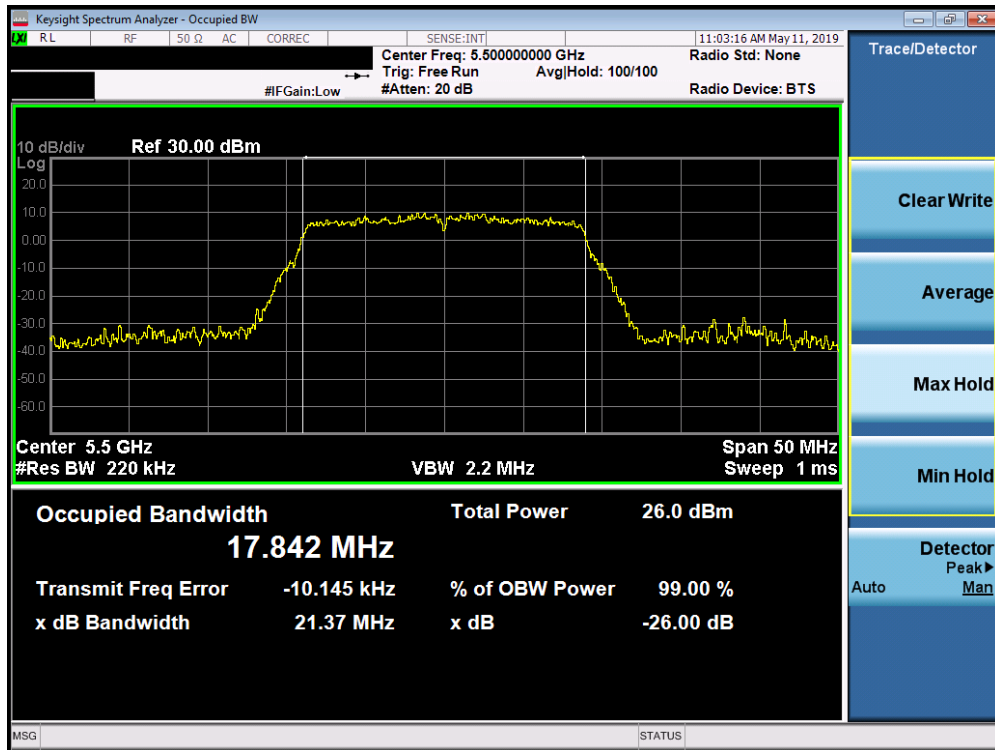 Keysight Spectrum Analyzer - Occupied BW
LXI RL RF 50 Ω AC CORREC SENSE:INT 11:03:16 AM May 11, 2019
Center Freq: 5.500000000 GHz Radio Std: None
Trig: Free Run Avg|Hold: 100/100
#IFGain:Low #Atten: 20 dB Radio Device: BTS
10 dB/div Ref 30.00 dBm
Log
20.0
10.0
0.00
-10.0
-20.0
-30.0
-40.0
-50.0
-60.0
Center 5.5 GHz Span 50 MHz
#Res BW 220 kHz VBW 2.2 MHz Sweep 1 ms
Occupied Bandwidth Total Power 26.0 dBm
17.842 MHz
Transmit Freq Error -10.145 kHz % of OBW Power 99.00 %
x dB Bandwidth 21.37 MHz x dB -26.00 dB
Trace/Detector
Clear Write
Average
Max Hold
Min Hold
Detector
Peak▶
Auto Man
MSG STATUS